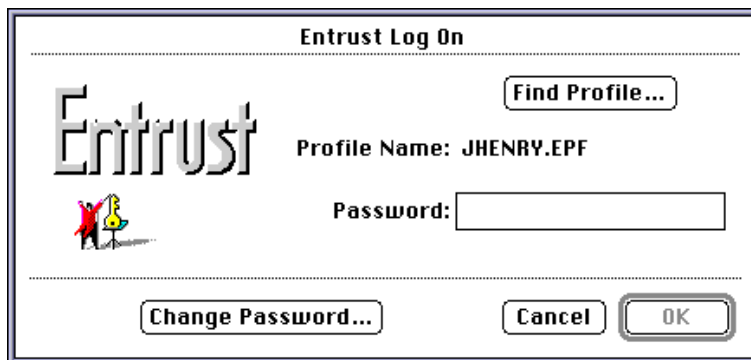 Entrust Log On
Find Profile...
Entrust
Profile Name: JHENRY.EPF
Password:
Change Password... Cancel OK